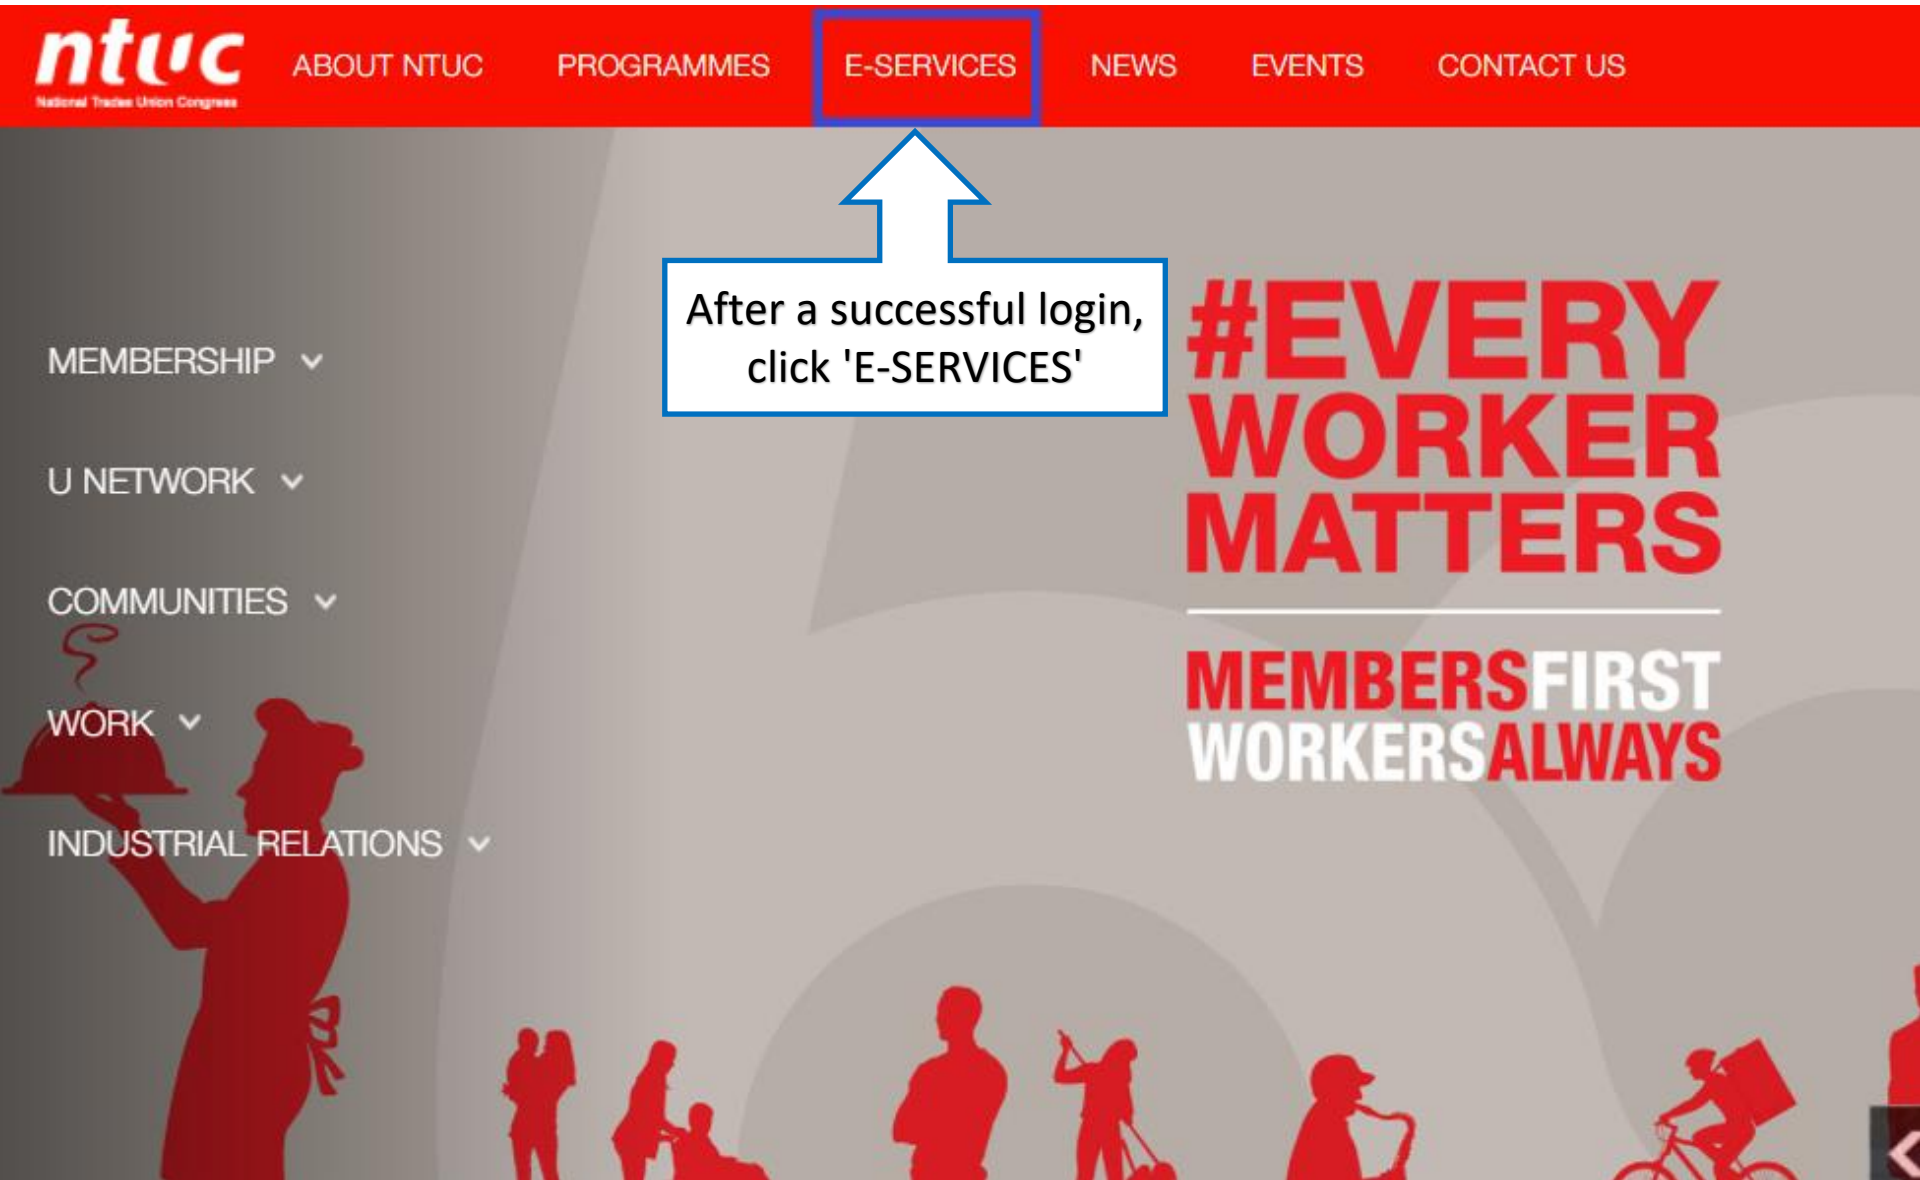 ntuc
National Trades Union Congress
ABOUT NTUC
PROGRAMMES
E-SERVICES
NEWS
EVENTS
CONTACT US
After a successful login,
click 'E-SERVICES'
MEMBERSHIP
U NETWORK
COMMUNITIES
WORK
INDUSTRIAL RELATIONS
#EVERY
WORKER
MATTERS
MEMBERSFIRST
WORKERSALWAYS